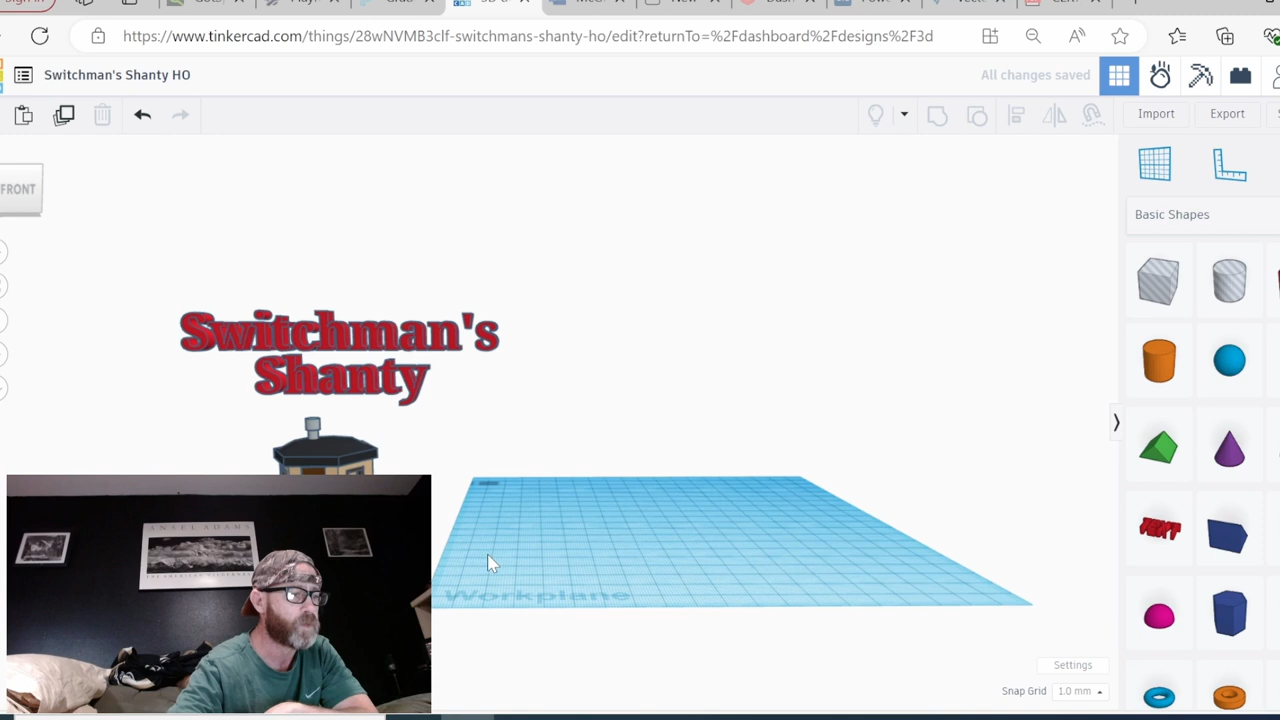 https://www.tinkercad.com/things/28wNVMB3clf-switchmans-shanty-ho/edit?returnTo=%2Fdashboard%2Fdesigns%2F3d
Switchman's Shanty HO
All changes saved
Import
Export
FRONT
Basic Shapes
Switchman's
Shanty
TEXT
ANSEL ADAMS
Workplane
Settings
Snap Grid
1.0 mm